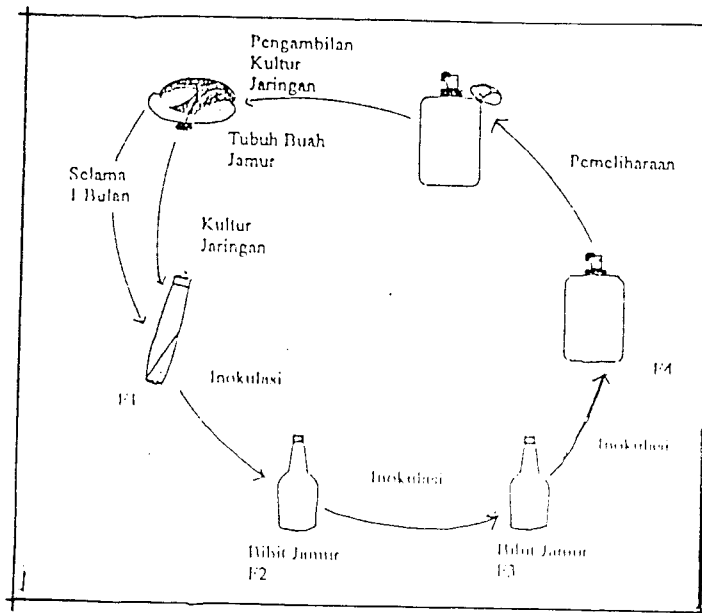 Pengambilan
Kultur
Jaringan
Tubuh Buah
Jamur
Selama
1 Bulan
Kultur
Jaringan
F1
Inokulasi
Bibit Jamur
F2
Inokulasi
Bibit Jamur
F3
Inokulasi
F4
Pemeliharaan